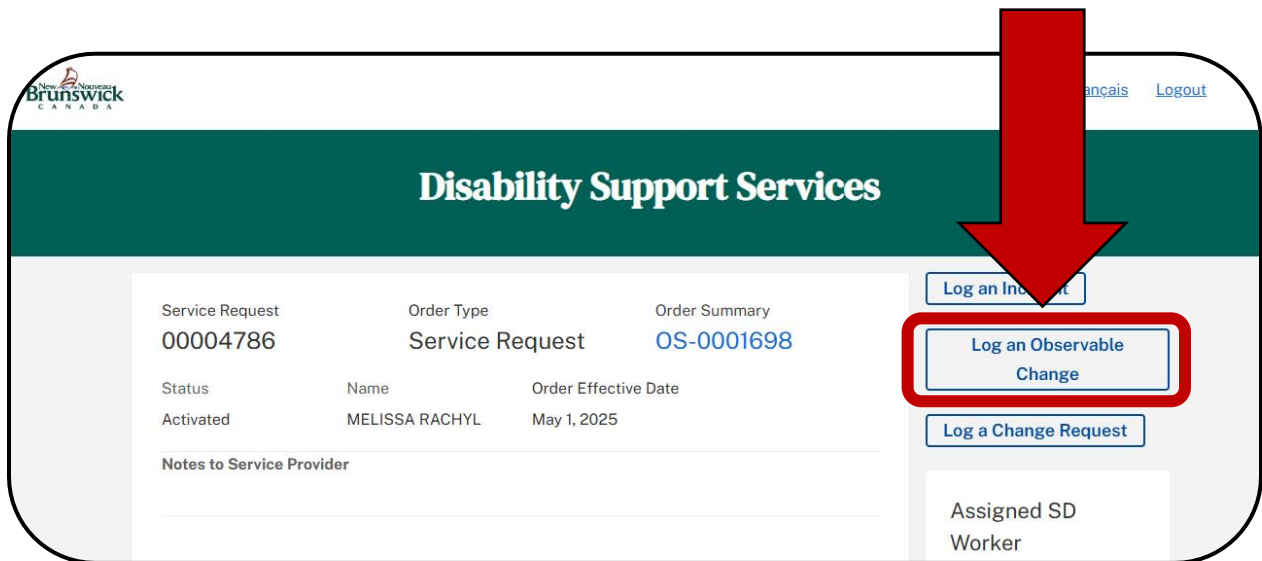 New Nouveau
Brunswick
CANADA
Logout
Disability Support Services
Log an
Service Request
Order Type
Order Summary
00004786
Service Request
OS-0001698
Log an Observable
Change
Status
Name
Order Effective Date
Activated
MELISSA RACHYL
May 1, 2025
Log a Change Request
Notes to Service Provider
Assigned SD
Worker